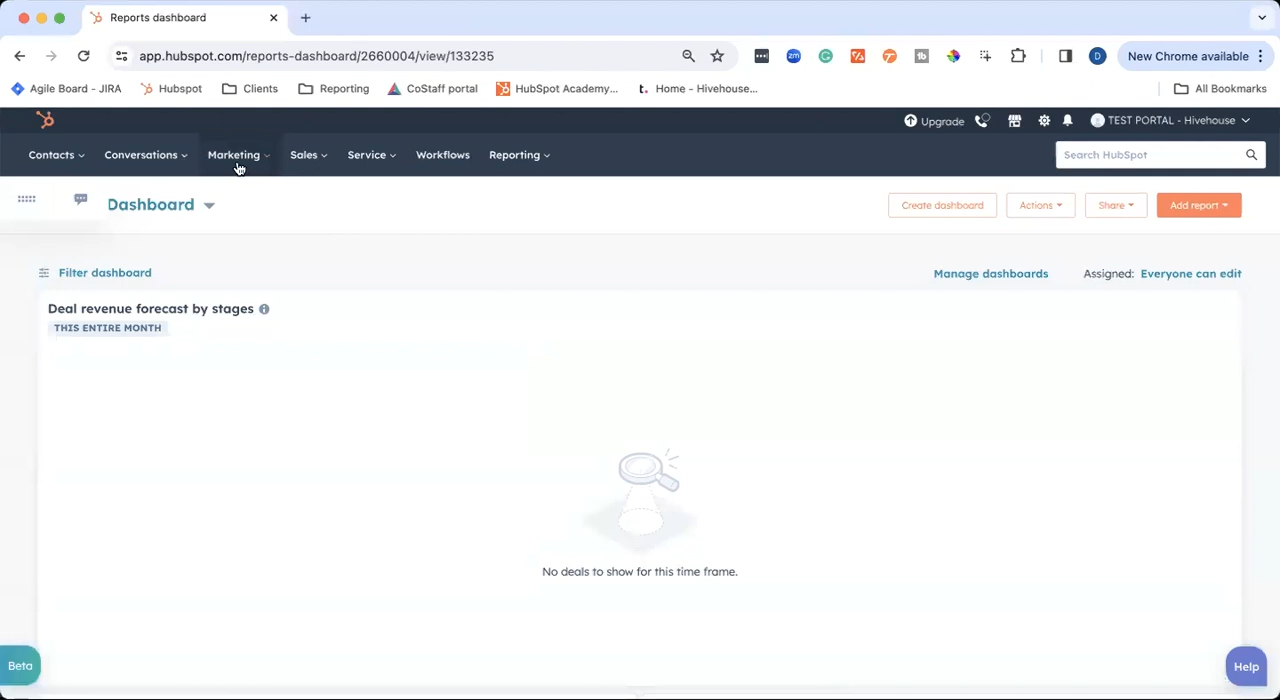 Reports dashboard
app.hubspot.com/reports-dashboard/2660004/view/133235
New Chrome available
Agile Board - JIRA Hubspot Clients Reporting CoStaff portal HubSpot Academy... Home - Hivehouse... All Bookmarks
Upgrade TEST PORTAL - Hivehouse
Contacts Conversations Marketing Sales Service Workflows Reporting Search HubSpot
Dashboard Create dashboard Actions Share Add report
Filter dashboard Manage dashboards Assigned: Everyone can edit
Deal revenue forecast by stages
THIS ENTIRE MONTH
No deals to show for this time frame.
Beta Help